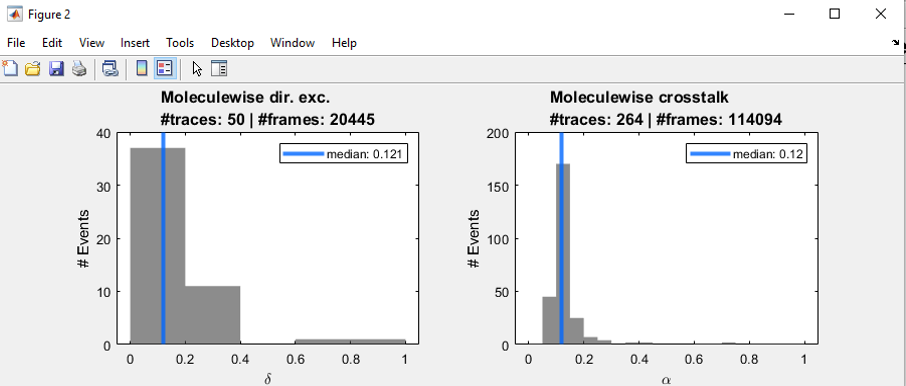 Figure 2
File Edit View Insert Tools Desktop Window Help
Moleculewise dir. exc.
#traces: 50 | #frames: 20445
median: 0.121
# Events
40
30
20
10
0
0 0.2 0.4 0.6 0.8 1
δ
Moleculewise crosstalk
#traces: 264 | #frames: 114094
median: 0.12
# Events
200
150
100
50
0
0 0.2 0.4 0.6 0.8 1
α